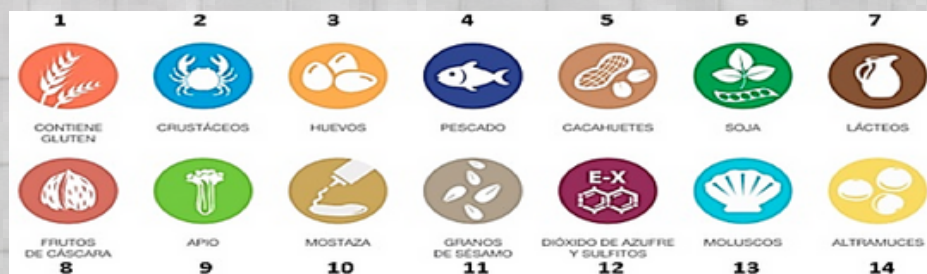 1 2 3 4 5 6 7
CONTIENE GLUTEN
CRUSTÁCEOS
HUEVOS
PESCADO
CACAHUETES
SOJA
LÁCTEOS
E-X
FRUTOS DE CÁSCARA
APIO
MOSTAZA
GRANOS DE SÉSAMO
DIÓXIDO DE AZUFRE Y SULFITOS
MOLUSCOS
ALTRAMUCES
8 9 10 11 12 13 14